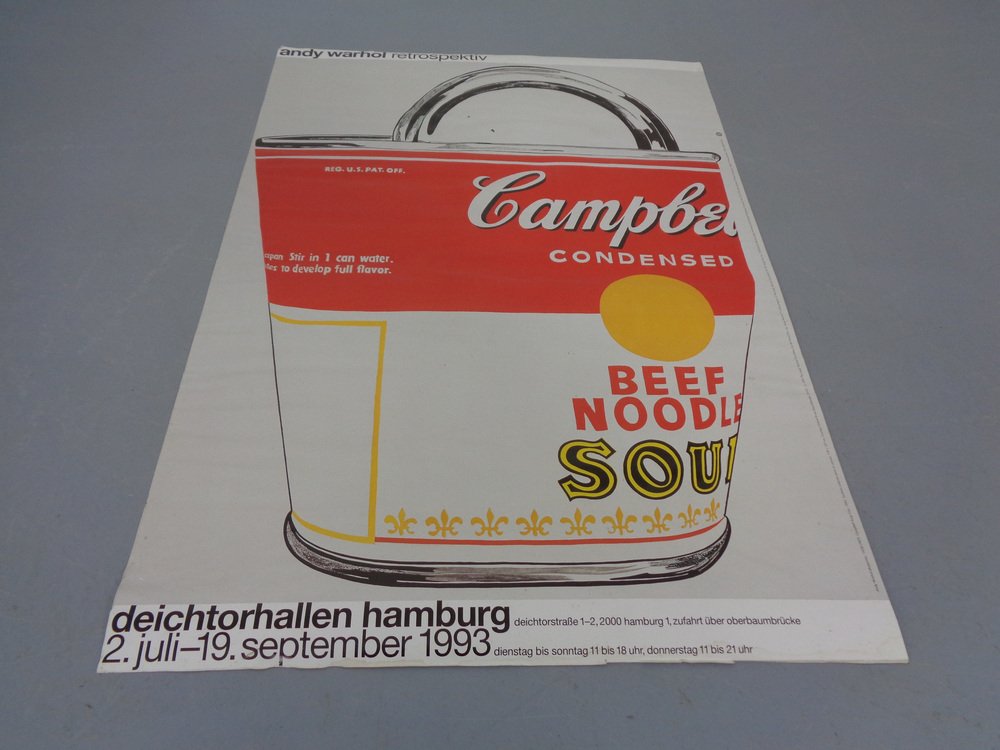 andy warhol retrospektiv
REG. U.S. PAT. OFF.
Campbel
CONDENSED
Stir in 1 can water.
to develop full flavor.
BEEF
NOODLE
SOU
deichtorhallen hamburg
deichtorstraße 1–2, 2000 hamburg 1, zufahrt über oberbaumbrücke
2. juli–19. september 1993
dienstag bis sonntag 11 bis 18 uhr, donnerstag 11 bis 21 uhr